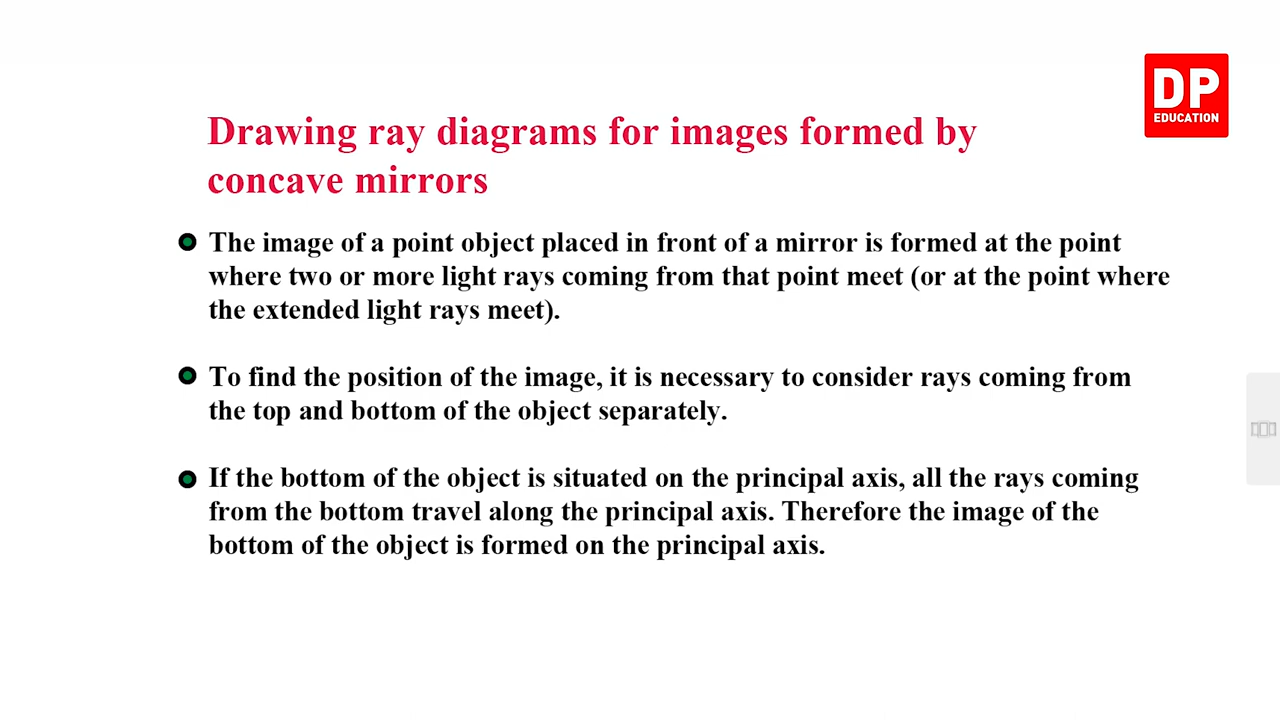 DP
EDUCATION
Drawing ray diagrams for images formed by
concave mirrors
The image of a point object placed in front of a mirror is formed at the point
where two or more light rays coming from that point meet (or at the point where
the extended light rays meet).
To find the position of the image, it is necessary to consider rays coming from
the top and bottom of the object separately.
If the bottom of the object is situated on the principal axis, all the rays coming
from the bottom travel along the principal axis. Therefore the image of the
bottom of the object is formed on the principal axis.